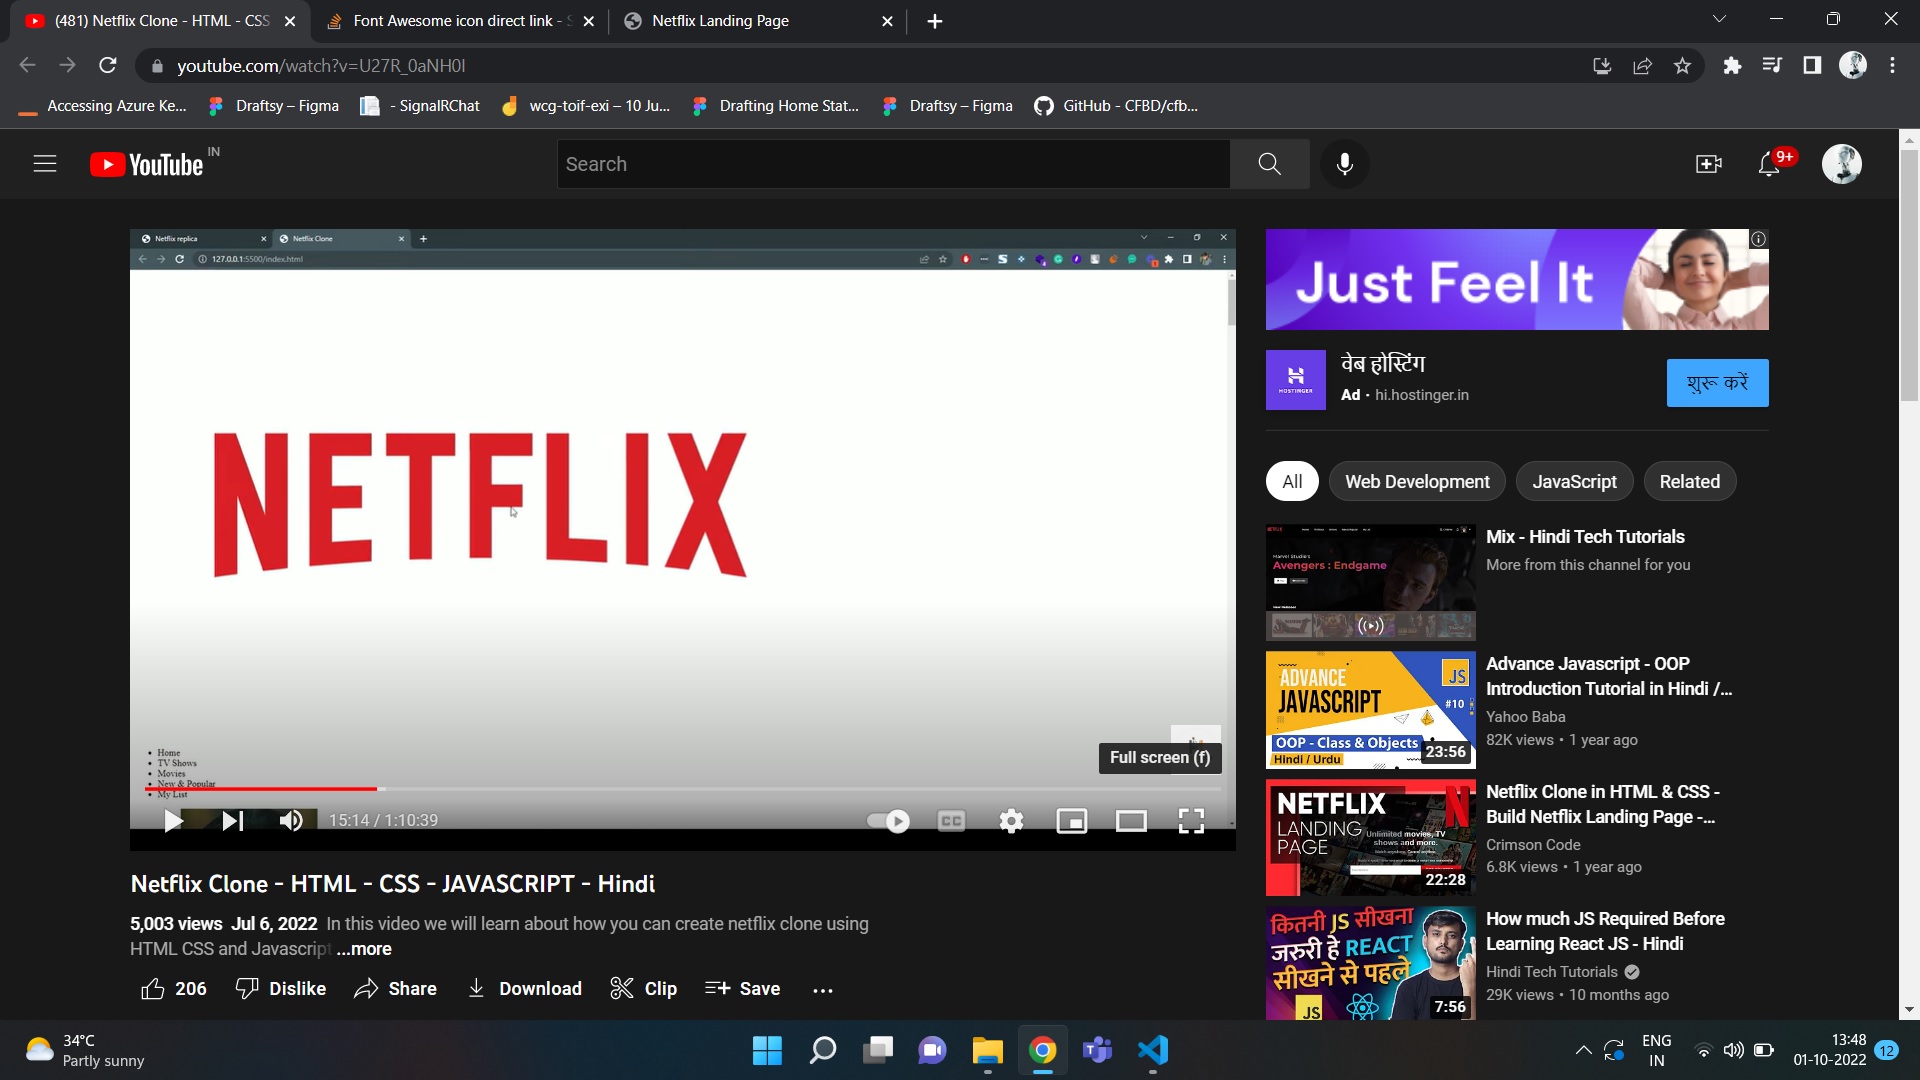 (481) Netflix Clone - HTML - CSS
Font Awesome icon direct link - S
Netflix Landing Page
youtube.com/watch?v=U27R_0aNH0I
Accessing Azure Ke...
Draftsy – Figma
- SignalRChat
wcg-toif-exi – 10 Ju...
Drafting Home Stat...
Draftsy – Figma
GitHub - CFBD/cfb...
YouTube IN
Search
9+
Netflix replica
Netflix Clone
127.0.0.1:5500/index.html
NETFLIX
Home
TV Shows
Movies
New & Popular
My List
Full screen (f)
15:14 / 1:10:39
CC
Netflix Clone - HTML - CSS - JAVASCRIPT - Hindi
5,003 views Jul 6, 2022 In this video we will learn about how you can create netflix clone using
HTML CSS and Javascript ...more
206
Dislike
Share
Download
Clip
Save
Just Feel It
HOSTINGER
वेब होस्टिंग
Ad · hi.hostinger.in
शुरू करें
All
Web Development
JavaScript
Related
Avengers : Endgame
Mix - Hindi Tech Tutorials
More from this channel for you
ADVANCE
JAVASCRIPT
JS
#10
OOP - Class & Objects
Hindi / Urdu
23:56
Advance Javascript - OOP
Introduction Tutorial in Hindi /...
Yahoo Baba
82K views · 1 year ago
NETFLIX
LANDING
PAGE
Unlimited movies, TV
shows and more.
22:28
Netflix Clone in HTML & CSS -
Build Netflix Landing Page -...
Crimson Code
6.8K views · 1 year ago
कितनी JS सीखना
जरुरी हे REACT
सीखने से पहले
JS
7:56
How much JS Required Before
Learning React JS - Hindi
Hindi Tech Tutorials
29K views · 10 months ago
34°C
Partly sunny
ENG
IN
13:48
01-10-2022
12